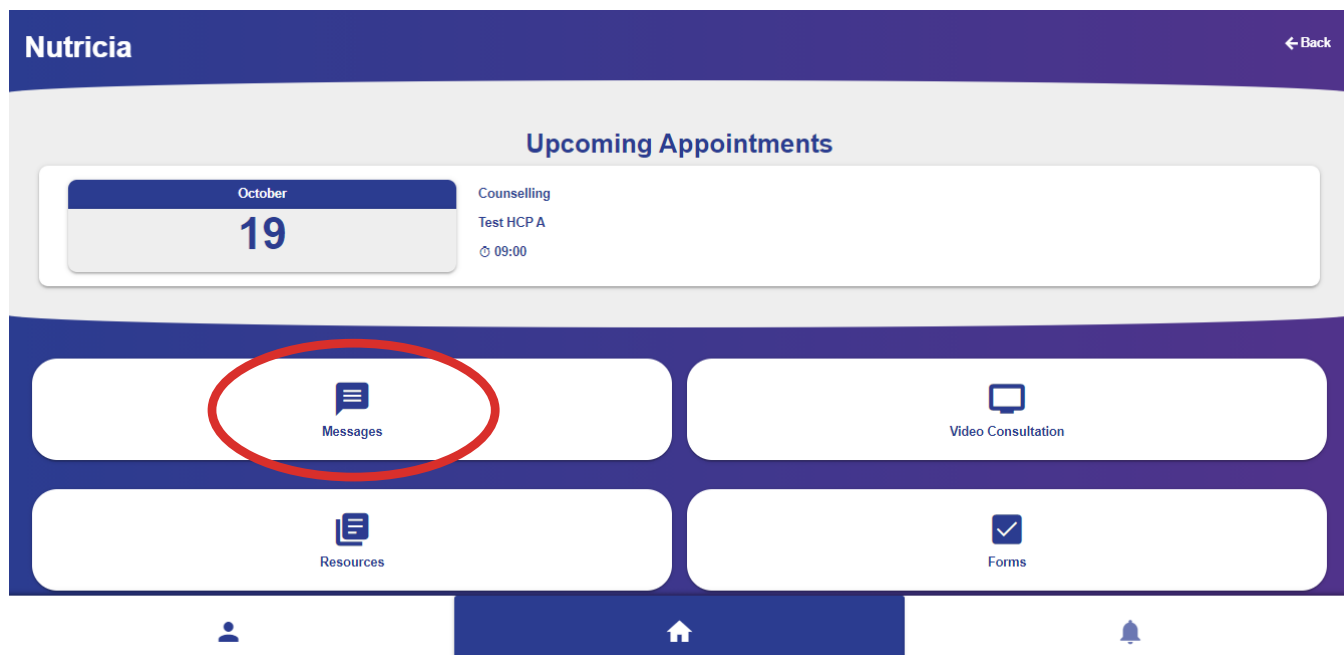 Nutricia
Back
Upcoming Appointments
October
19
Counselling
Test HCP A
09:00
Messages
Video Consultation
Resources
Forms